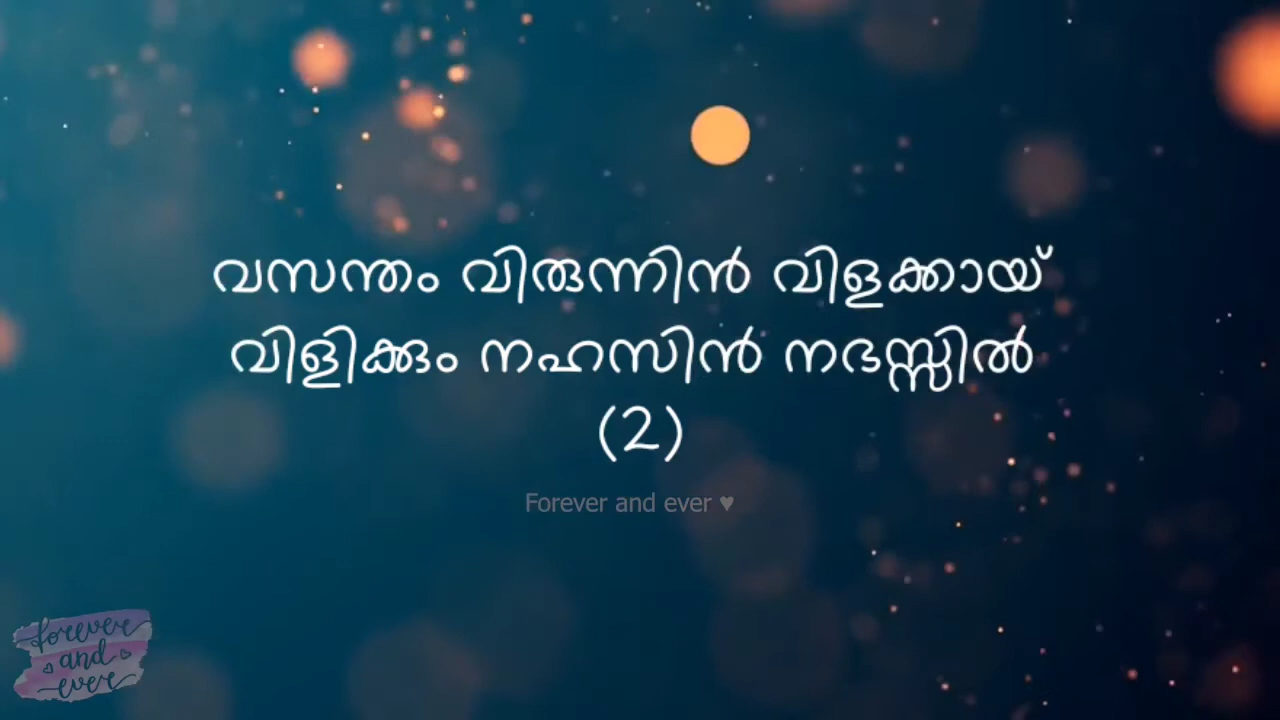 വസന്തം വിരുന്നിൻ വിളക്കായ്
വിളിക്കും നഹസിൻ നഭസ്സിൽ
(2)
Forever and ever ♥
forever
and
ever